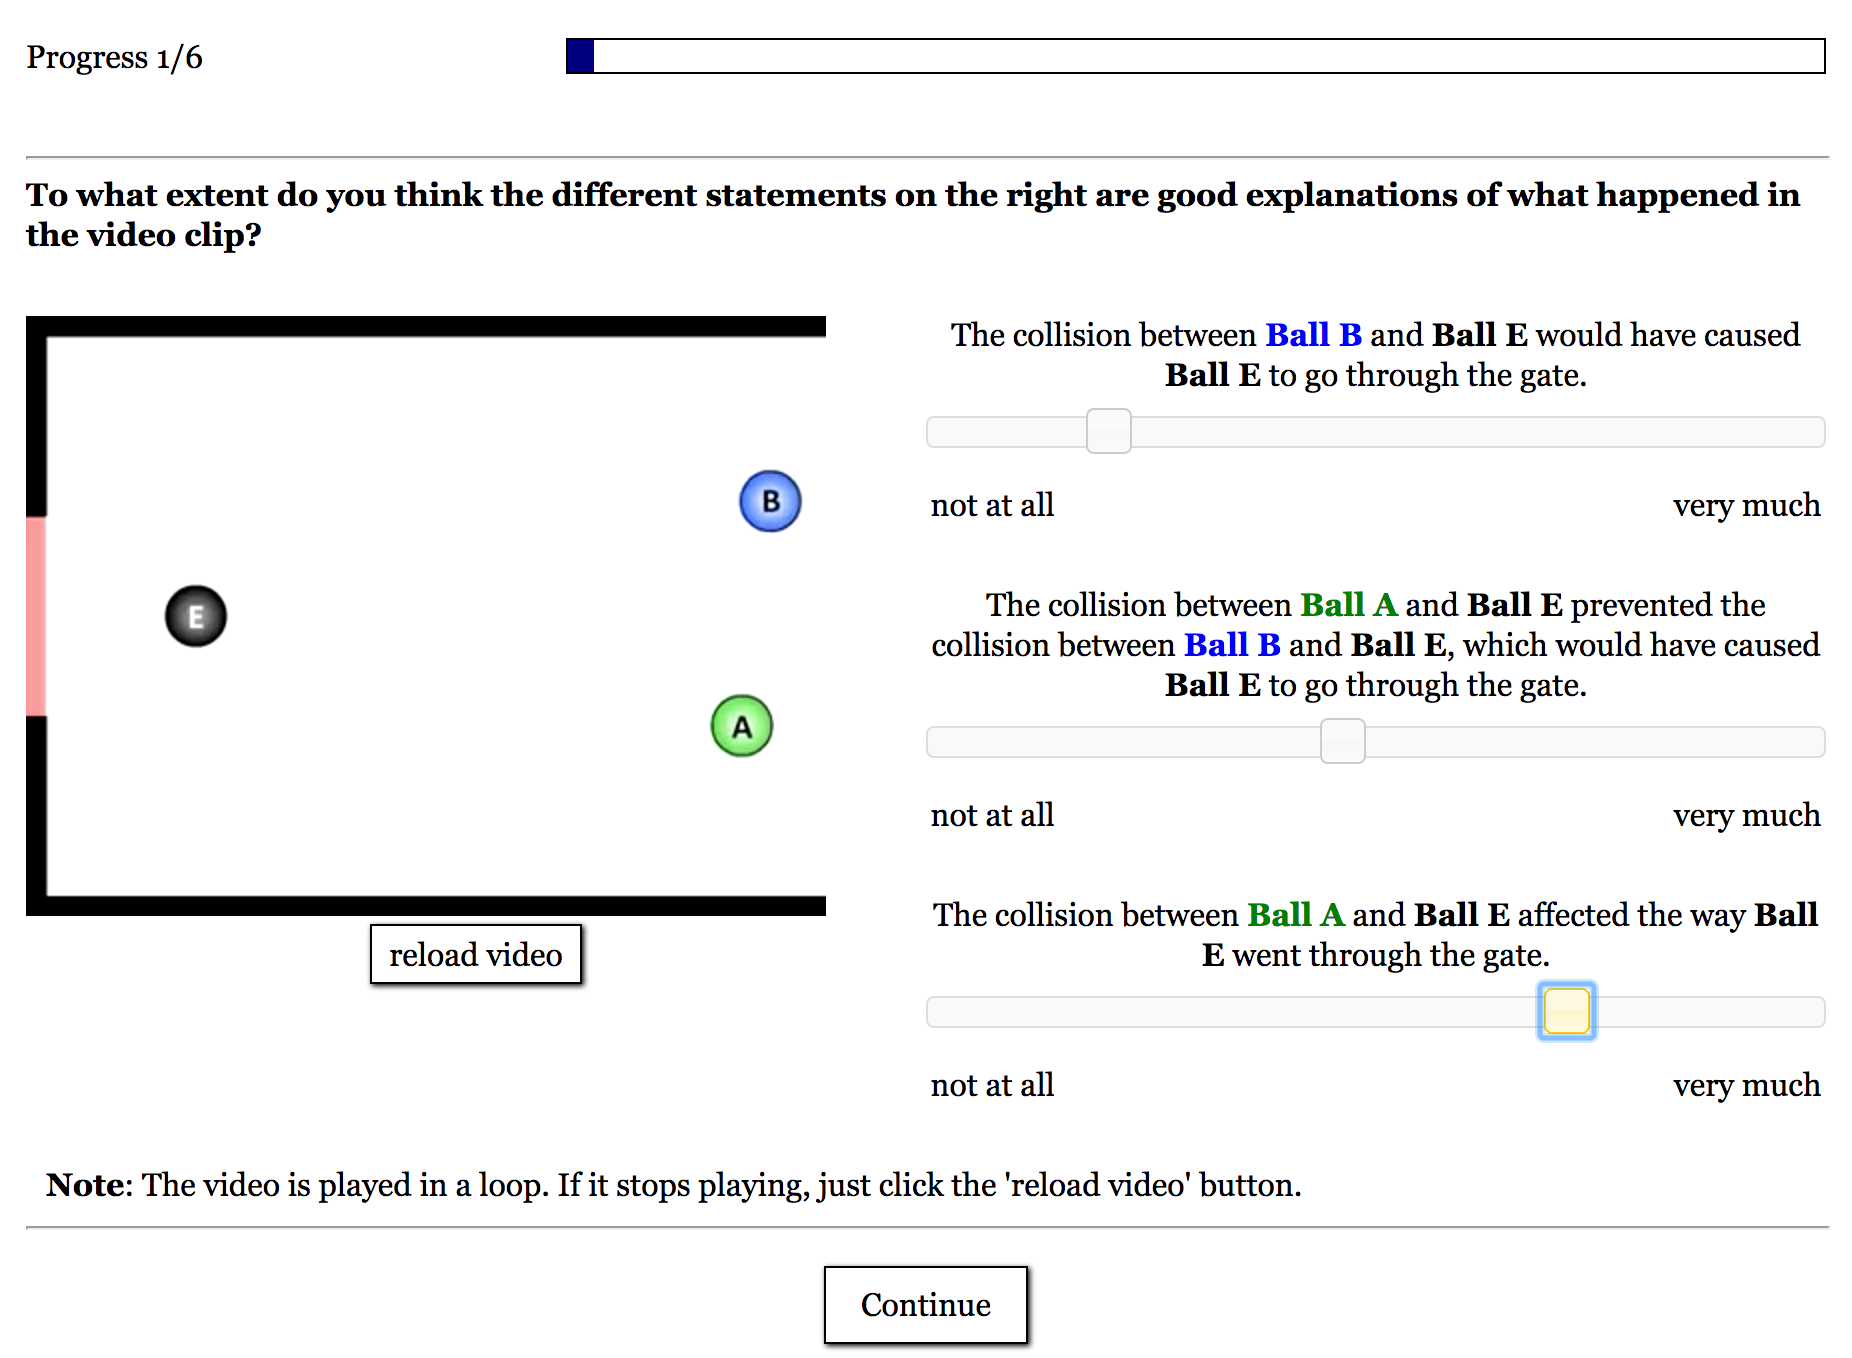 Progress 1/6
To what extent do you think the different statements on the right are good explanations of what happened in
the video clip?
The collision between Ball B and Ball E would have caused
Ball E to go through the gate.
not at all very much
The collision between Ball A and Ball E prevented the
collision between Ball B and Ball E, which would have caused
Ball E to go through the gate.
not at all very much
The collision between Ball A and Ball E affected the way Ball
E went through the gate.
not at all very much
B
E
A
reload video
Note: The video is played in a loop. If it stops playing, just click the 'reload video' button.
Continue